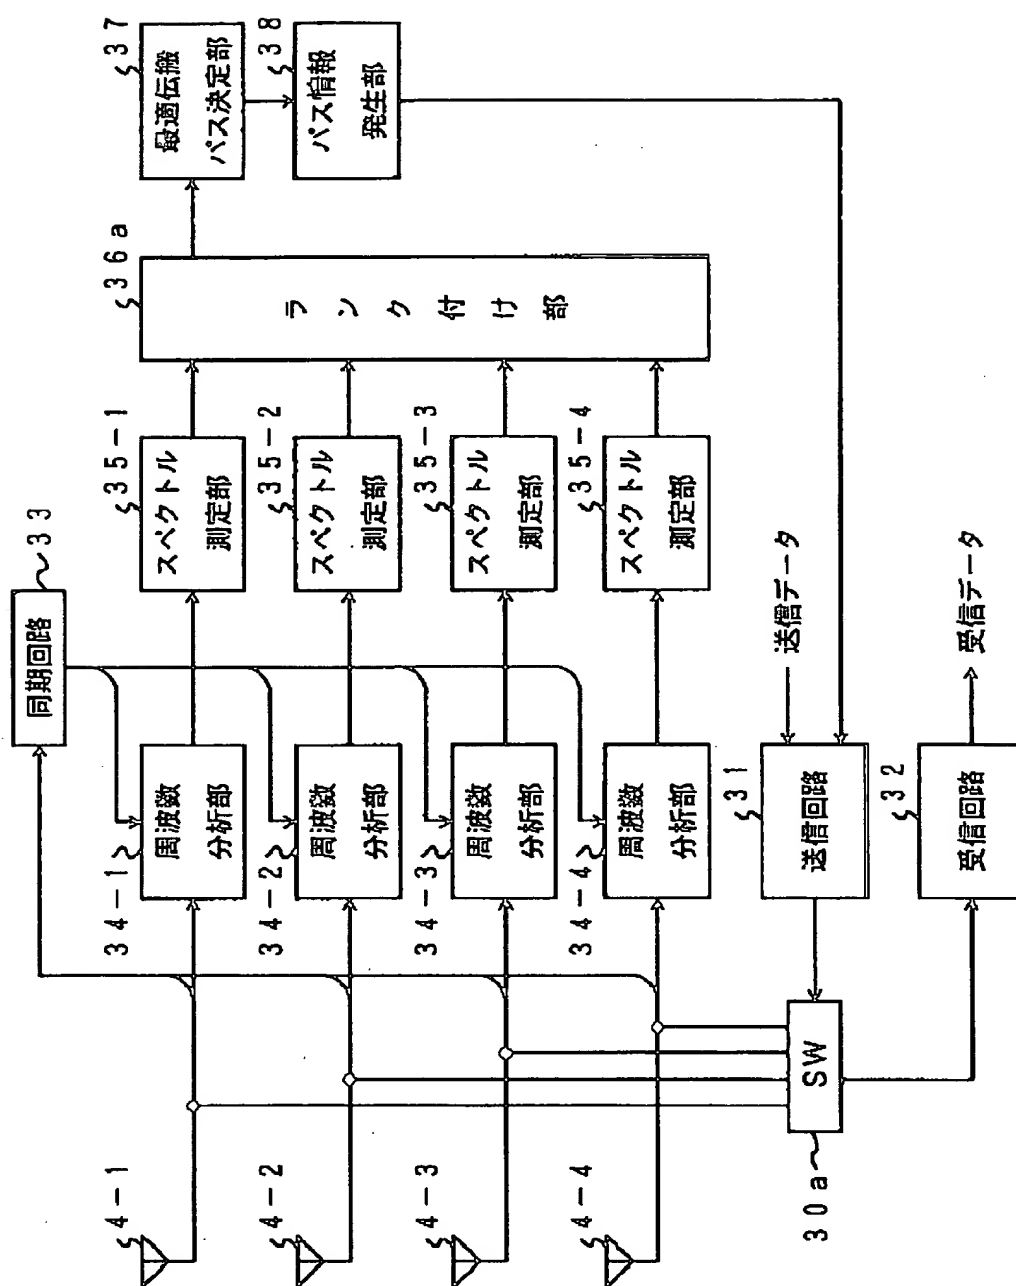 4-1
4-2
4-3
4-4
30a
SW
同期回路
33
34-1
周波数
分析部
34-2
周波数
分析部
34-3
周波数
分析部
34-4
周波数
分析部
35-1
スペクトル
測定部
35-2
スペクトル
測定部
35-3
スペクトル
測定部
35-4
スペクトル
測定部
36a
ランク付け部
37
最適伝搬
パス決定部
38
パス情報
発生部
31
送信回路
送信データ
32
受信回路
受信データ